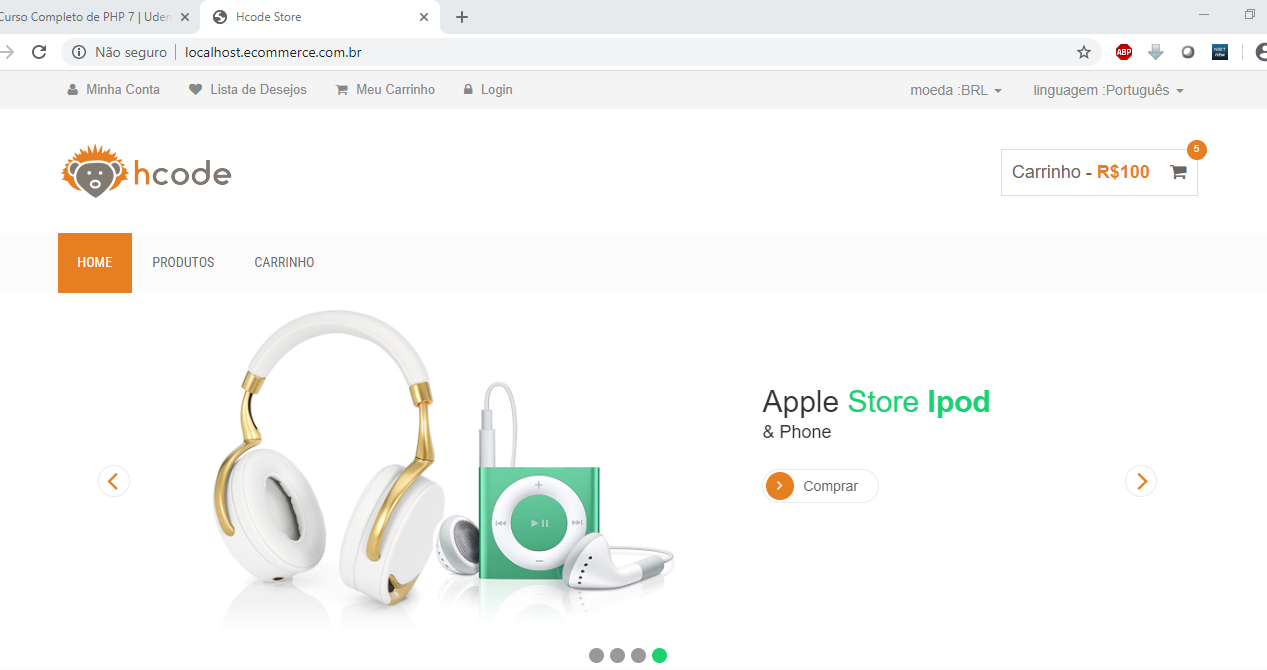 Curso Completo de PHP 7 | Uden
Hcode Store
Não seguro | localhost.ecommerce.com.br
ABP
Minha Conta Lista de Desejos Meu Carrinho Login moeda :BRL linguagem :Português
hcode
5
Carrinho - R$100
HOME PRODUTOS CARRINHO
Apple Store Ipod
& Phone
Comprar